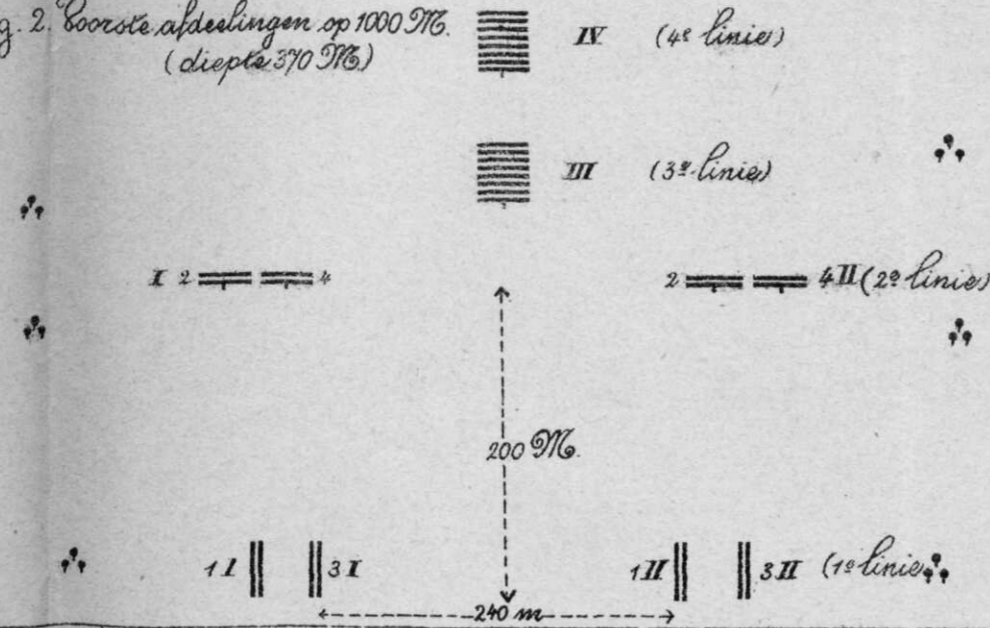 g. 2. Voorste afdeelingen op 1000 M.
(diepte 370 M)
IV (4e linie)
III (3e linie)
I 2 4
2 4 II (2e linie)
200 M.
1 I 3 I
1 II 3 II (1e linie)
240 m